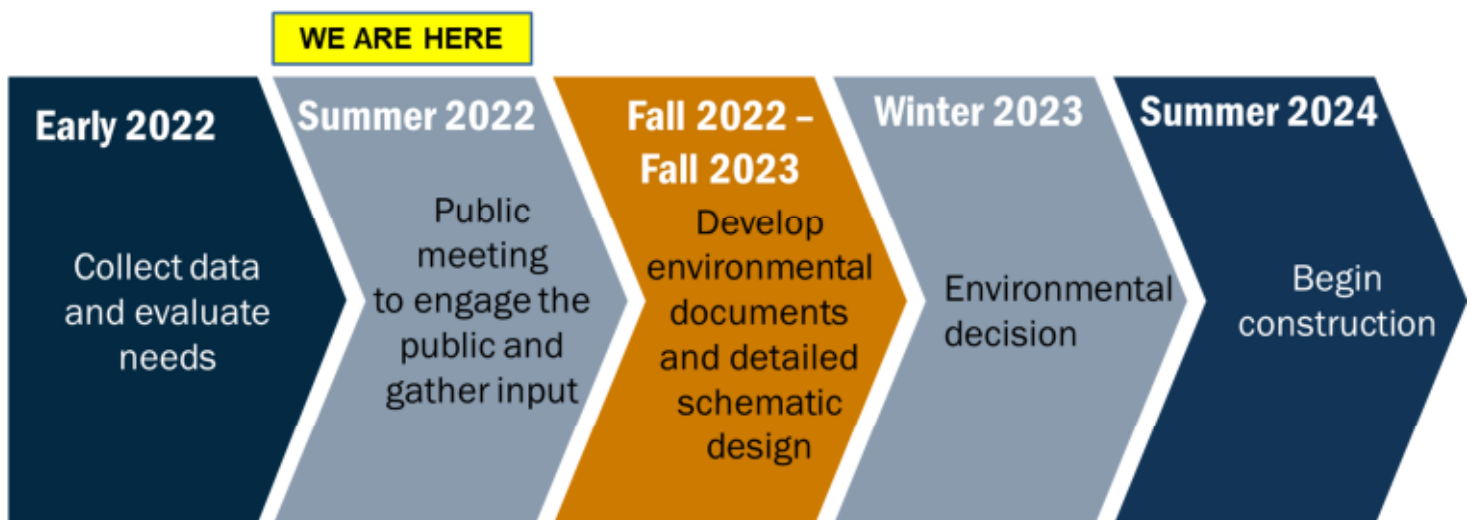 WE ARE HERE
Early 2022
Collect data
and evaluate
needs
Summer 2022
Public
meeting
to engage the
public and
gather input
Fall 2022 –
Fall 2023
Develop
environmental
documents
and detailed
schematic
design
Winter 2023
Environmental
decision
Summer 2024
Begin
construction